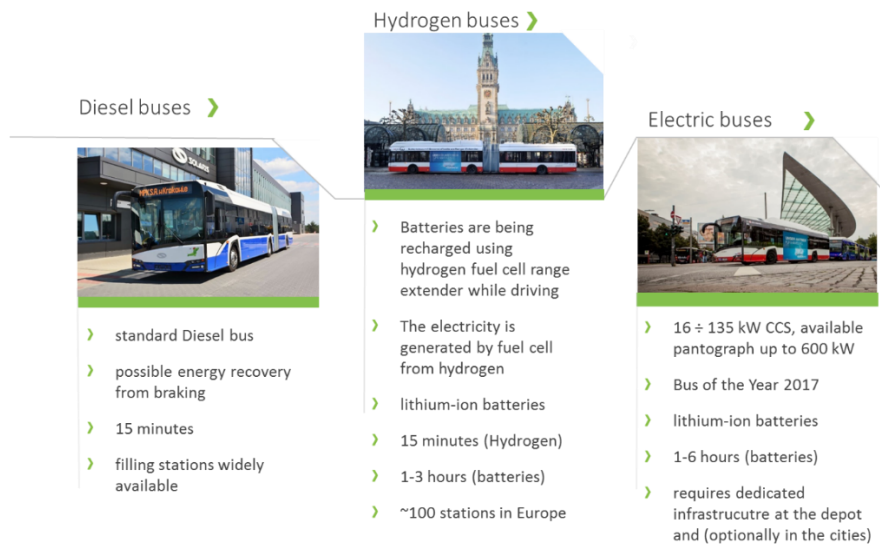 Hydrogen buses
Diesel buses
Electric buses
SOLARIS
standard Diesel bus
possible energy recovery
from braking
15 minutes
filling stations widely
available
Batteries are being
recharged using
hydrogen fuel cell range
extender while driving
The electricity is
generated by fuel cell
from hydrogen
lithium-ion batteries
15 minutes (Hydrogen)
1-3 hours (batteries)
~100 stations in Europe
16 ÷ 135 kW CCS, available
pantograph up to 600 kW
Bus of the Year 2017
lithium-ion batteries
1-6 hours (batteries)
requires dedicated
infrastrucutre at the depot
and (optionally in the cities)